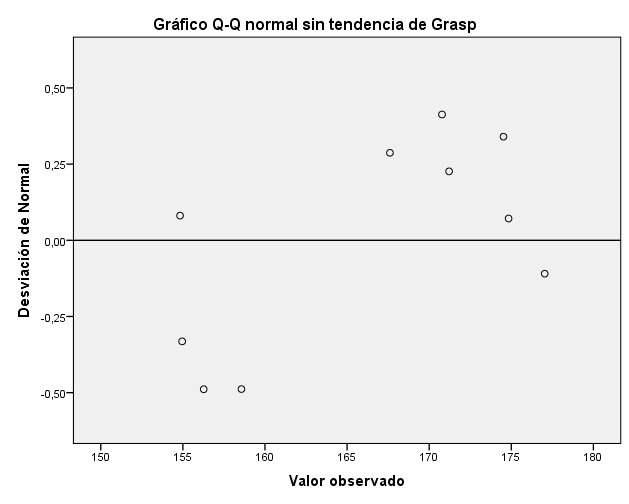 Gráfico Q-Q normal sin tendencia de Grasp
Desviación de Normal
0,50
0,25
0,00
-0,25
-0,50
150 155 160 165 170 175 180
Valor observado